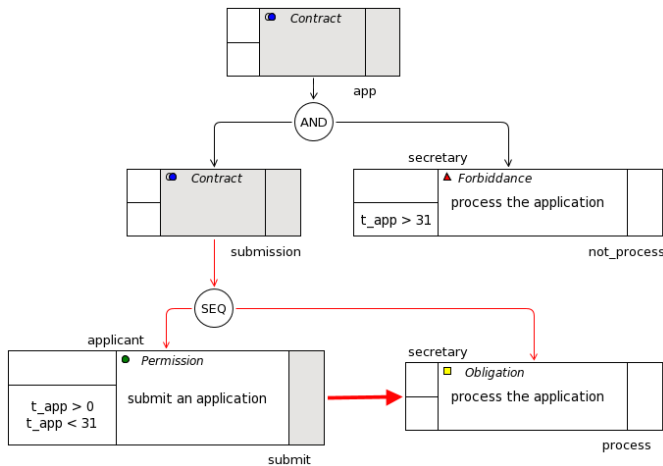 Contract
app
AND
Contract
submission
secretary
Forbiddance
process the application
t_app > 31
not_process
SEQ
applicant
Permission
submit an application
t_app > 0
t_app < 31
submit
secretary
Obligation
process the application
process